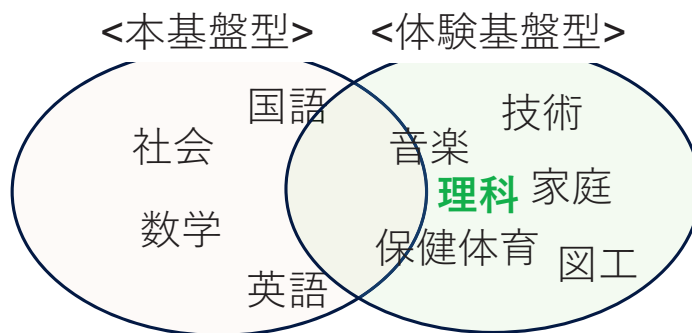 <本基盤型>
<体験基盤型>
国語
社会
数学
英語
音楽
技術
理科
家庭
保健体育
図工